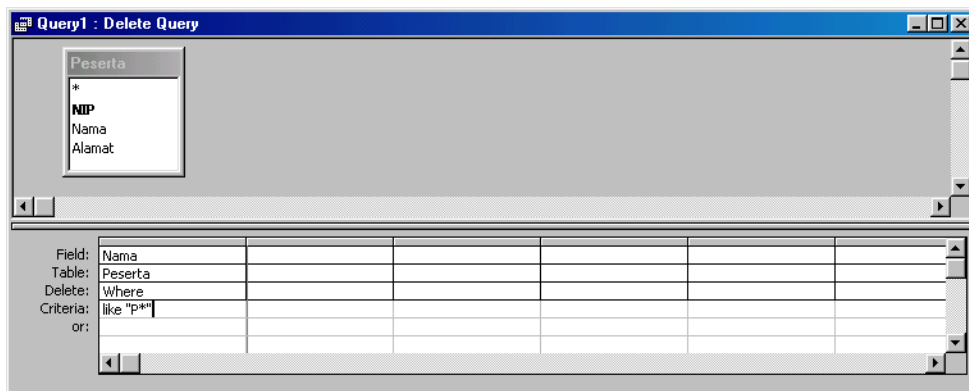 Query1 : Delete Query
Peserta
*
NIP
Nama
Alamat
Field: Nama
Table: Peserta
Delete: Where
Criteria: like "P*"
or: